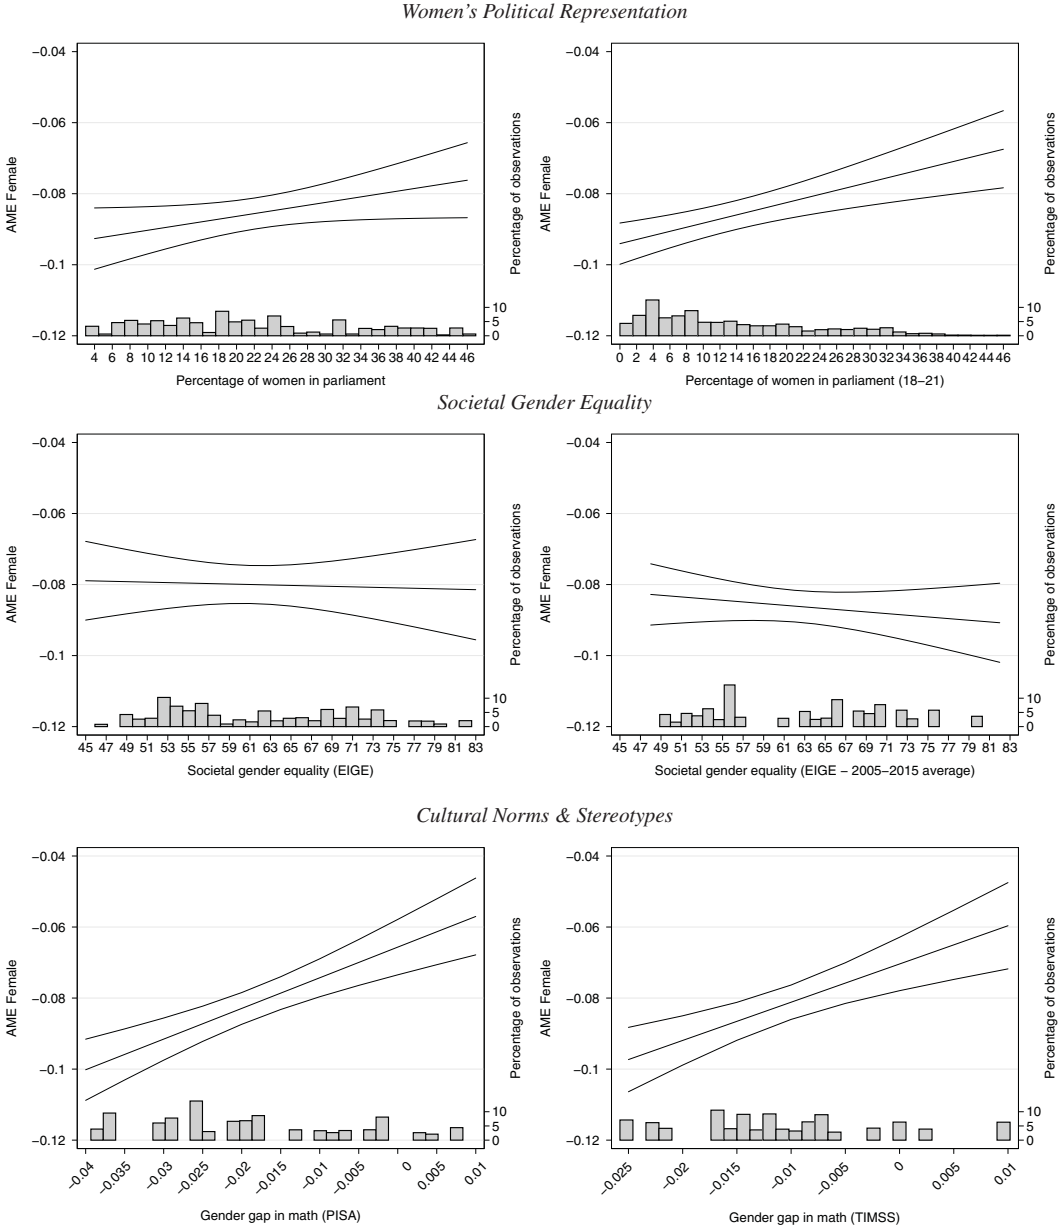 Women's Political Representation
−0.04
−0.06
−0.08
−0.1
−0.12
AME Female
Percentage of observations
10
5
0
4 6 8 10 12 14 16 18 20 22 24 26 28 30 32 34 36 38 40 42 44 46
Percentage of women in parliament
−0.04
−0.06
−0.08
−0.1
−0.12
AME Female
Percentage of observations
10
5
0
0 2 4 6 8 10 12 14 16 18 20 22 24 26 28 30 32 34 36 38 40 42 44 46
Percentage of women in parliament (18−21)
Societal Gender Equality
−0.04
−0.06
−0.08
−0.1
−0.12
AME Female
Percentage of observations
10
5
0
45 47 49 51 53 55 57 59 61 63 65 67 69 71 73 75 77 79 81 83
Societal gender equality (EIGE)
−0.04
−0.06
−0.08
−0.1
−0.12
AME Female
Percentage of observations
10
5
0
45 47 49 51 53 55 57 59 61 63 65 67 69 71 73 75 77 79 81 83
Societal gender equality (EIGE − 2005−2015 average)
Cultural Norms & Stereotypes
−0.04
−0.06
−0.08
−0.1
−0.12
AME Female
Percentage of observations
10
5
0
−0.04 −0.035 −0.03 −0.025 −0.02 −0.015 −0.01 −0.005 0 0.005 0.01
Gender gap in math (PISA)
−0.04
−0.06
−0.08
−0.1
−0.12
AME Female
Percentage of observations
10
5
0
−0.025 −0.02 −0.015 −0.01 −0.005 0 0.005 0.01
Gender gap in math (TIMSS)